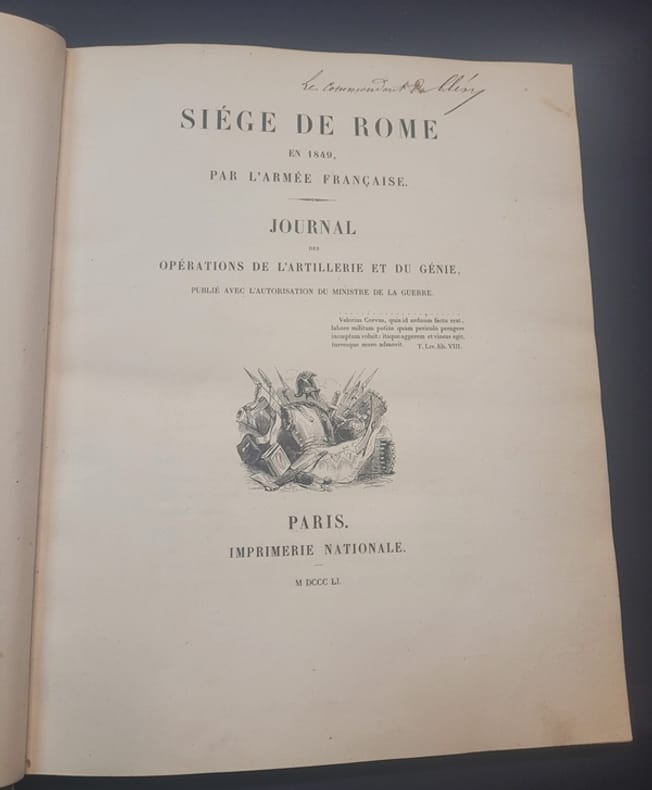 Le commandant
SIÉGE DE ROME
EN 1849,
PAR L'ARMÉE FRANÇAISE.
JOURNAL
DES
OPÉRATIONS DE L'ARTILLERIE ET DU GÉNIE,
PUBLIÉ AVEC L'AUTORISATION DU MINISTRE DE LA GUERRE.
Valerius Corvus, quia id arduum factu erat,
labore militum potius quam periculo peragere
inceptum voluit: itaque aggerem et vineas egit,
turresque muro admovit. T. LIV. lib. VIII.
PARIS.
IMPRIMERIE NATIONALE.
M DCCC LI.